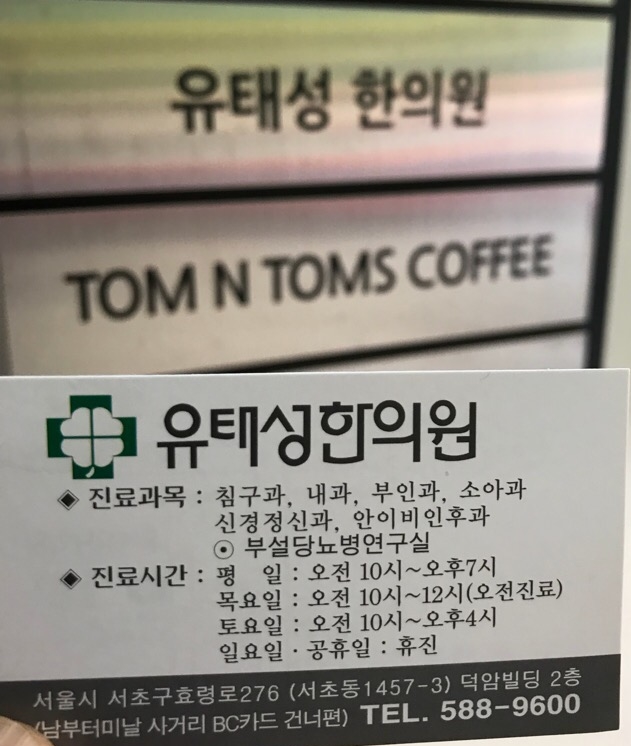 유태성 한의원
TOM N TOMS COFFEE
유태성한의원
◈ 진료과목 : 침구과, 내과, 부인과, 소아과
신경정신과, 안이비인후과
⊙ 부설당뇨병연구실
◈ 진료시간 : 평 일 : 오전 10시~오후7시
목요일 : 오전 10시~12시(오전진료)
토요일 : 오전 10시~오후4시
일요일 · 공휴일 : 휴진
서울시 서초구효령로276 (서초동1457-3) 덕암빌딩 2층
(남부터미날 사거리 BC카드 건너편) TEL. 588-9600